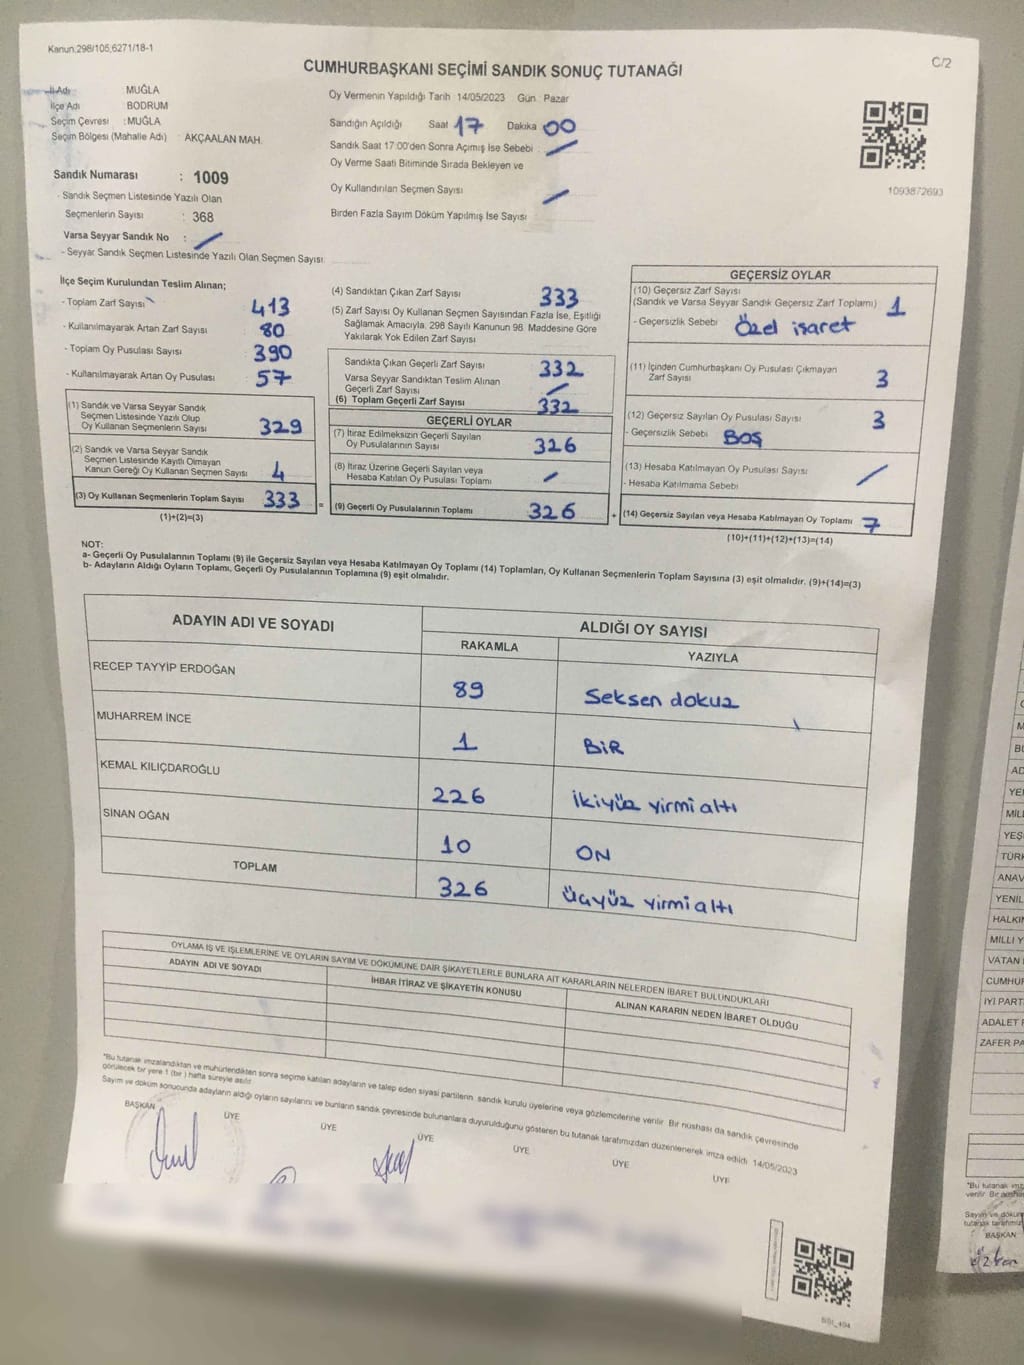 Kanun.298/105,6271/18-1
C/2
CUMHURBAŞKANI SEÇİMİ SANDIK SONUÇ TUTANAĞI
İl Adı MUĞLA
İlçe Adı BODRUM
Seçim Çevresi :MUĞLA
Seçim Bölgesi (Mahalle Adı) AKÇAALAN MAH.
Sandık Numarası : 1009
- Sandık Seçmen Listesinde Yazılı Olan
Seçmenlerin Sayısı : 368
Varsa Seyyar Sandık No :
- Seyyar Sandık Seçmen Listesinde Yazılı Olan Seçmen Sayısı
Oy Vermenin Yapıldığı Tarih 14/05/2023 Gün : Pazar
Sandığın Açıldığı Saat 17 Dakika 00
Sandık Saat 17:00'den Sonra Açımış İse Sebebi :
Oy Verme Saati Bitiminde Sırada Bekleyen ve
Oy Kullandırılan Seçmen Sayısı
Birden Fazla Sayım Döküm Yapılmış İse Sayısı
1093872693
İlçe Seçim Kurulundan Teslim Alınan;
- Toplam Zarf Sayısı 413
- Kullanılmayarak Artan Zarf Sayısı 80
- Toplam Oy Pusulası Sayısı 390
- Kullanılmayarak Artan Oy Pusulası 57
(1) Sandık ve Varsa Seyyar Sandık
Seçmen Listesinde Yazılı Olup
Oy Kullanan Seçmenlerin Sayısı 329
(2) Sandık ve Varsa Seyyar Sandık
Seçmen Listesinde Kayıtlı Olmayan
Kanun Gereği Oy Kullanan Seçmen Sayısı 4
(3) Oy Kullanan Seçmenlerin Toplam Sayısı 333
(1)+(2)=(3)
(4) Sandıktan Çıkan Zarf Sayısı 333
(5) Zarf Sayısı Oy Kullanan Seçmen Sayısından Fazla İse, Eşitliği
Sağlamak Amacıyla, 298 Sayılı Kanunun 98. Maddesine Göre
Yakılarak Yok Edilen Zarf Sayısı
Sandıkta Çıkan Geçerli Zarf Sayısı 332
Varsa Seyyar Sandıktan Teslim Alınan
Geçerli Zarf Sayısı
(6) Toplam Geçerli Zarf Sayısı 332
GEÇERLİ OYLAR
(7) İtiraz Edilmeksizin Geçerli Sayılan
Oy Pusulalarının Sayısı 326
(8) İtiraz Üzerine Geçerli Sayılan veya
Hesaba Katılan Oy Pusulası Toplamı
= (9) Geçerli Oy Pusulalarının Toplamı 326
GEÇERSİZ OYLAR
(10) Geçersiz Zarf Sayısı
(Sandık ve Varsa Seyyar Sandık Geçersiz Zarf Toplamı) 1
- Geçersizlik Sebebi : Özel işaret
(11) İçinden Cumhurbaşkanı Oy Pusulası Çıkmayan
Zarf Sayısı 3
(12) Geçersiz Sayılan Oy Pusulası Sayısı 3
- Geçersizlik Sebebi BOŞ
(13) Hesaba Katılmayan Oy Pusulası Sayısı
- Hesaba Katılmama Sebebi
+ (14) Geçersiz Sayılan veya Hesaba Katılmayan Oy Toplamı 7
(10)+(11)+(12)+(13)=(14)
NOT:
a- Geçerli Oy Pusulalarının Toplamı (9) ile Geçersiz Sayılan veya Hesaba Katılmayan Oy Toplamı (14) Toplamları, Oy Kullanan Seçmenlerin Toplam Sayısına (3) eşit olmalıdır. (9)+(14)=(3)
b- Adayların Aldığı Oyların Toplamı, Geçerli Oy Pusulalarının Toplamına (9) eşit olmalıdır.
ADAYIN ADI VE SOYADI
ALDIĞI OY SAYISI
RAKAMLA YAZIYLA
RECEP TAYYİP ERDOĞAN 89 Seksen dokuz
MUHARREM İNCE 1 BİR
KEMAL KILIÇDAROĞLU 226 ikiyüz yirmi altı
SİNAN OĞAN 10 ON
TOPLAM 326 üçyüz yirmi altı
OYLAMA İŞ VE İŞLEMLERİNE VE OYLARIN SAYIM VE DÖKÜMÜNE DAİR ŞİKAYETLERLE BUNLARA AİT KARARLARIN NELERDEN İBARET BULUNDUKLARI
ADAYIN ADI VE SOYADI
İHBAR İTİRAZ VE ŞİKAYETİN KONUSU
ALINAN KARARIN NEDEN İBARET OLDUĞU
*Bu tutanak imzalandıktan ve mühürlendikten sonra seçime katılan adayların ve talep eden siyasi partilerin sandık kurulu üyelerine veya gözlemcilerine verilir. Bir nüshası da sandık çevresinde
görülecek bir yere 1 (bir) hafta süreyle asılır.
Sayım ve döküm sonucunda adayların aldığı oyların sayılarını ve bunların sandık çevresinde bulunanlara duyurulduğunu gösteren bu tutanak tarafımızdan düzenlenerek imza edildi. 14/05/2023
BAŞKAN ÜYE ÜYE ÜYE ÜYE ÜYE ÜYE
YEŞ
TÜRK
ANAV
YENİL
HALKI
MİLLİ Y
VATAN
CUMHUR
İYİ PART
ADALET
ZAFER PA
*Bu tutanak
Sayım ve döküm
BAŞKAN